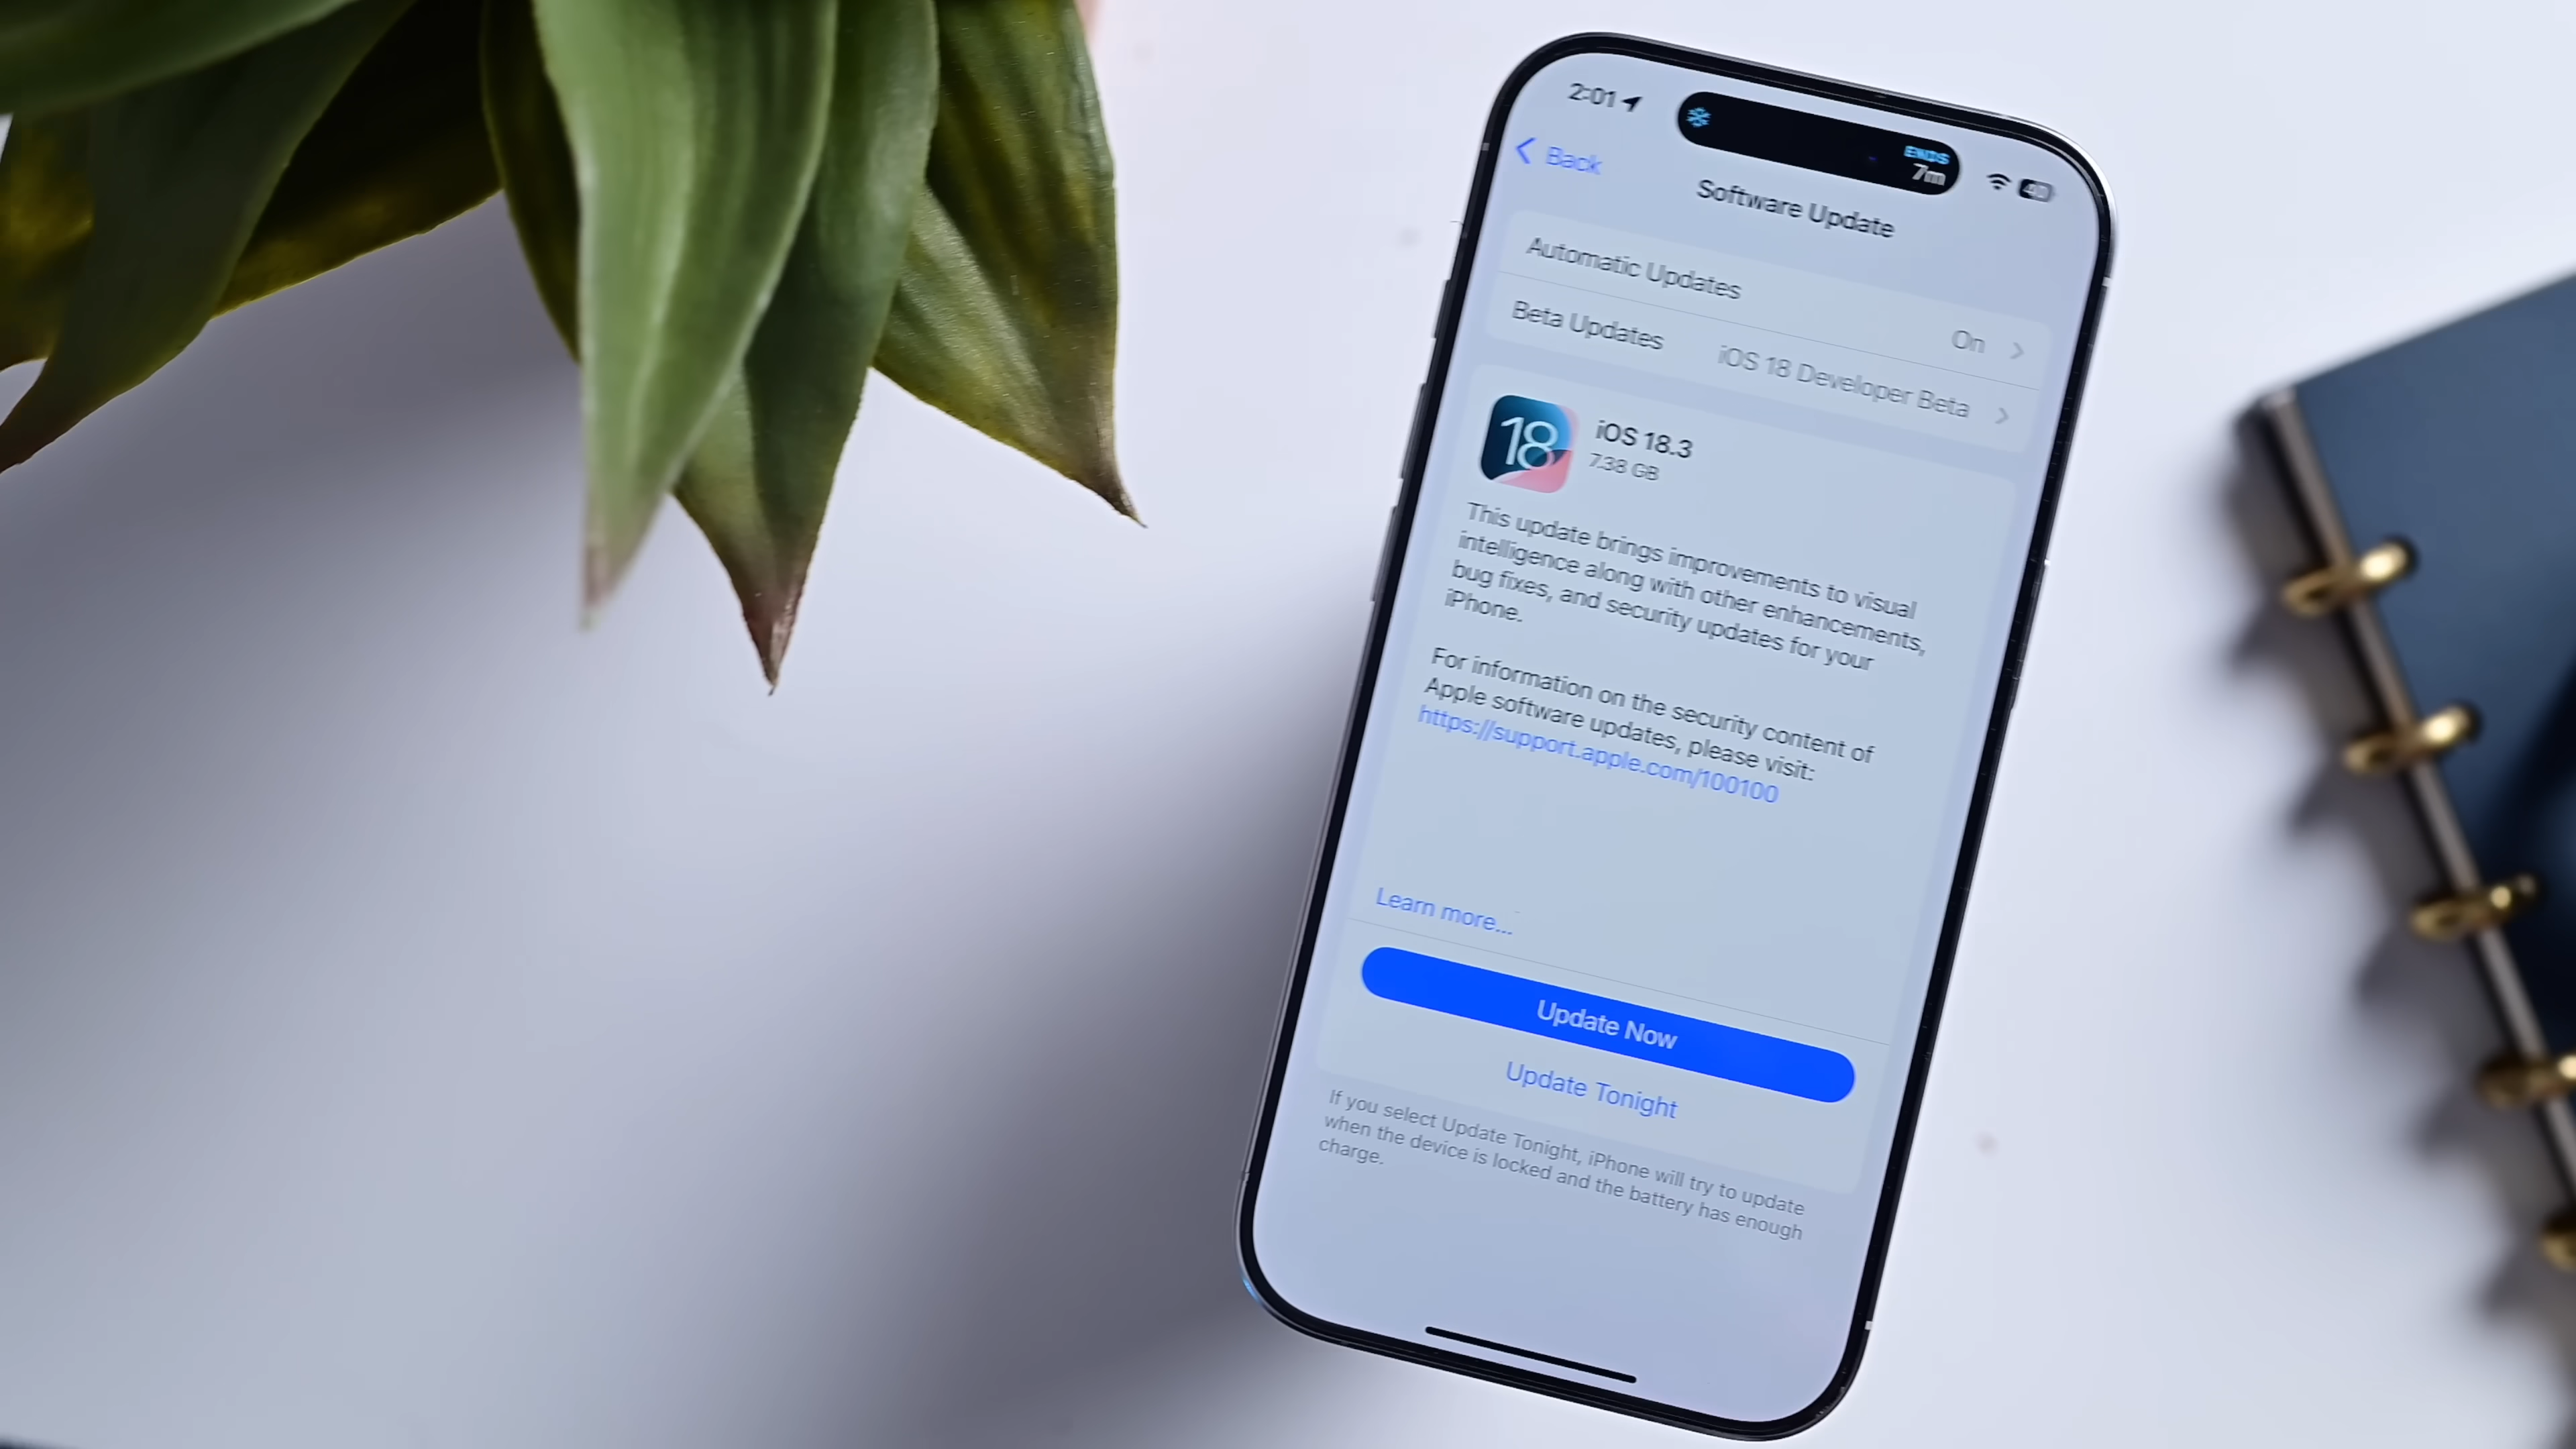 2:01
ENDS
7m
Back
Software Update
Automatic Updates
On
Beta Updates
iOS 18 Developer Beta
18
iOS 18.3
7.38 GB
This update brings improvements to visual
intelligence along with other enhancements,
bug fixes, and security updates for your
iPhone.
For information on the security content of
Apple software updates, please visit:
https://support.apple.com/100100
Learn more...
Update Now
Update Tonight
If you select Update Tonight, iPhone will try to update
when the device is locked and the battery has enough
charge.